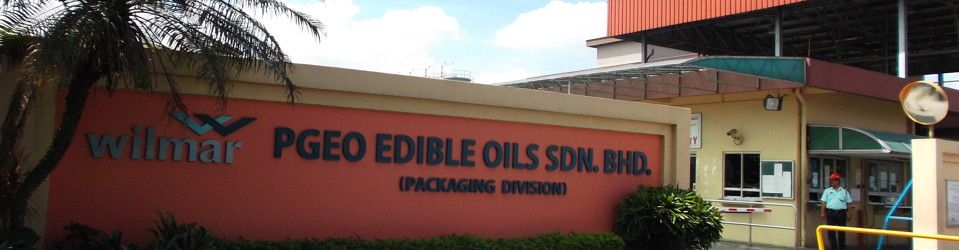 wilmar
PGEO EDIBLE OILS SDN. BHD.
(PACKAGING DIVISION)